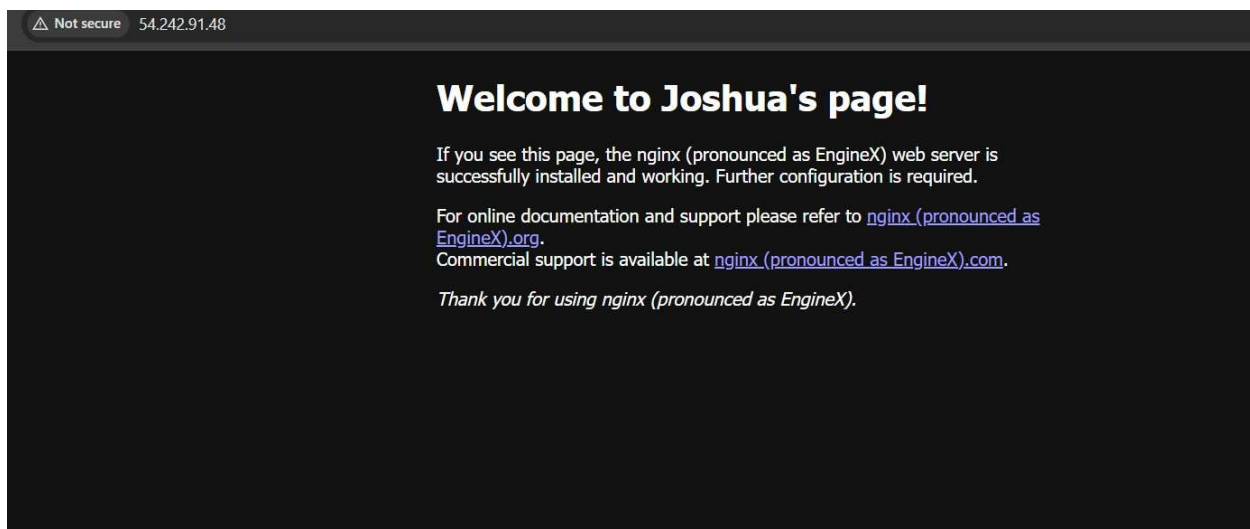 Not secure 54.242.91.48
Welcome to Joshua's page!
If you see this page, the nginx (pronounced as EngineX) web server is
successfully installed and working. Further configuration is required.
For online documentation and support please refer to nginx (pronounced as
EngineX).org.
Commercial support is available at nginx (pronounced as EngineX).com.
Thank you for using nginx (pronounced as EngineX).